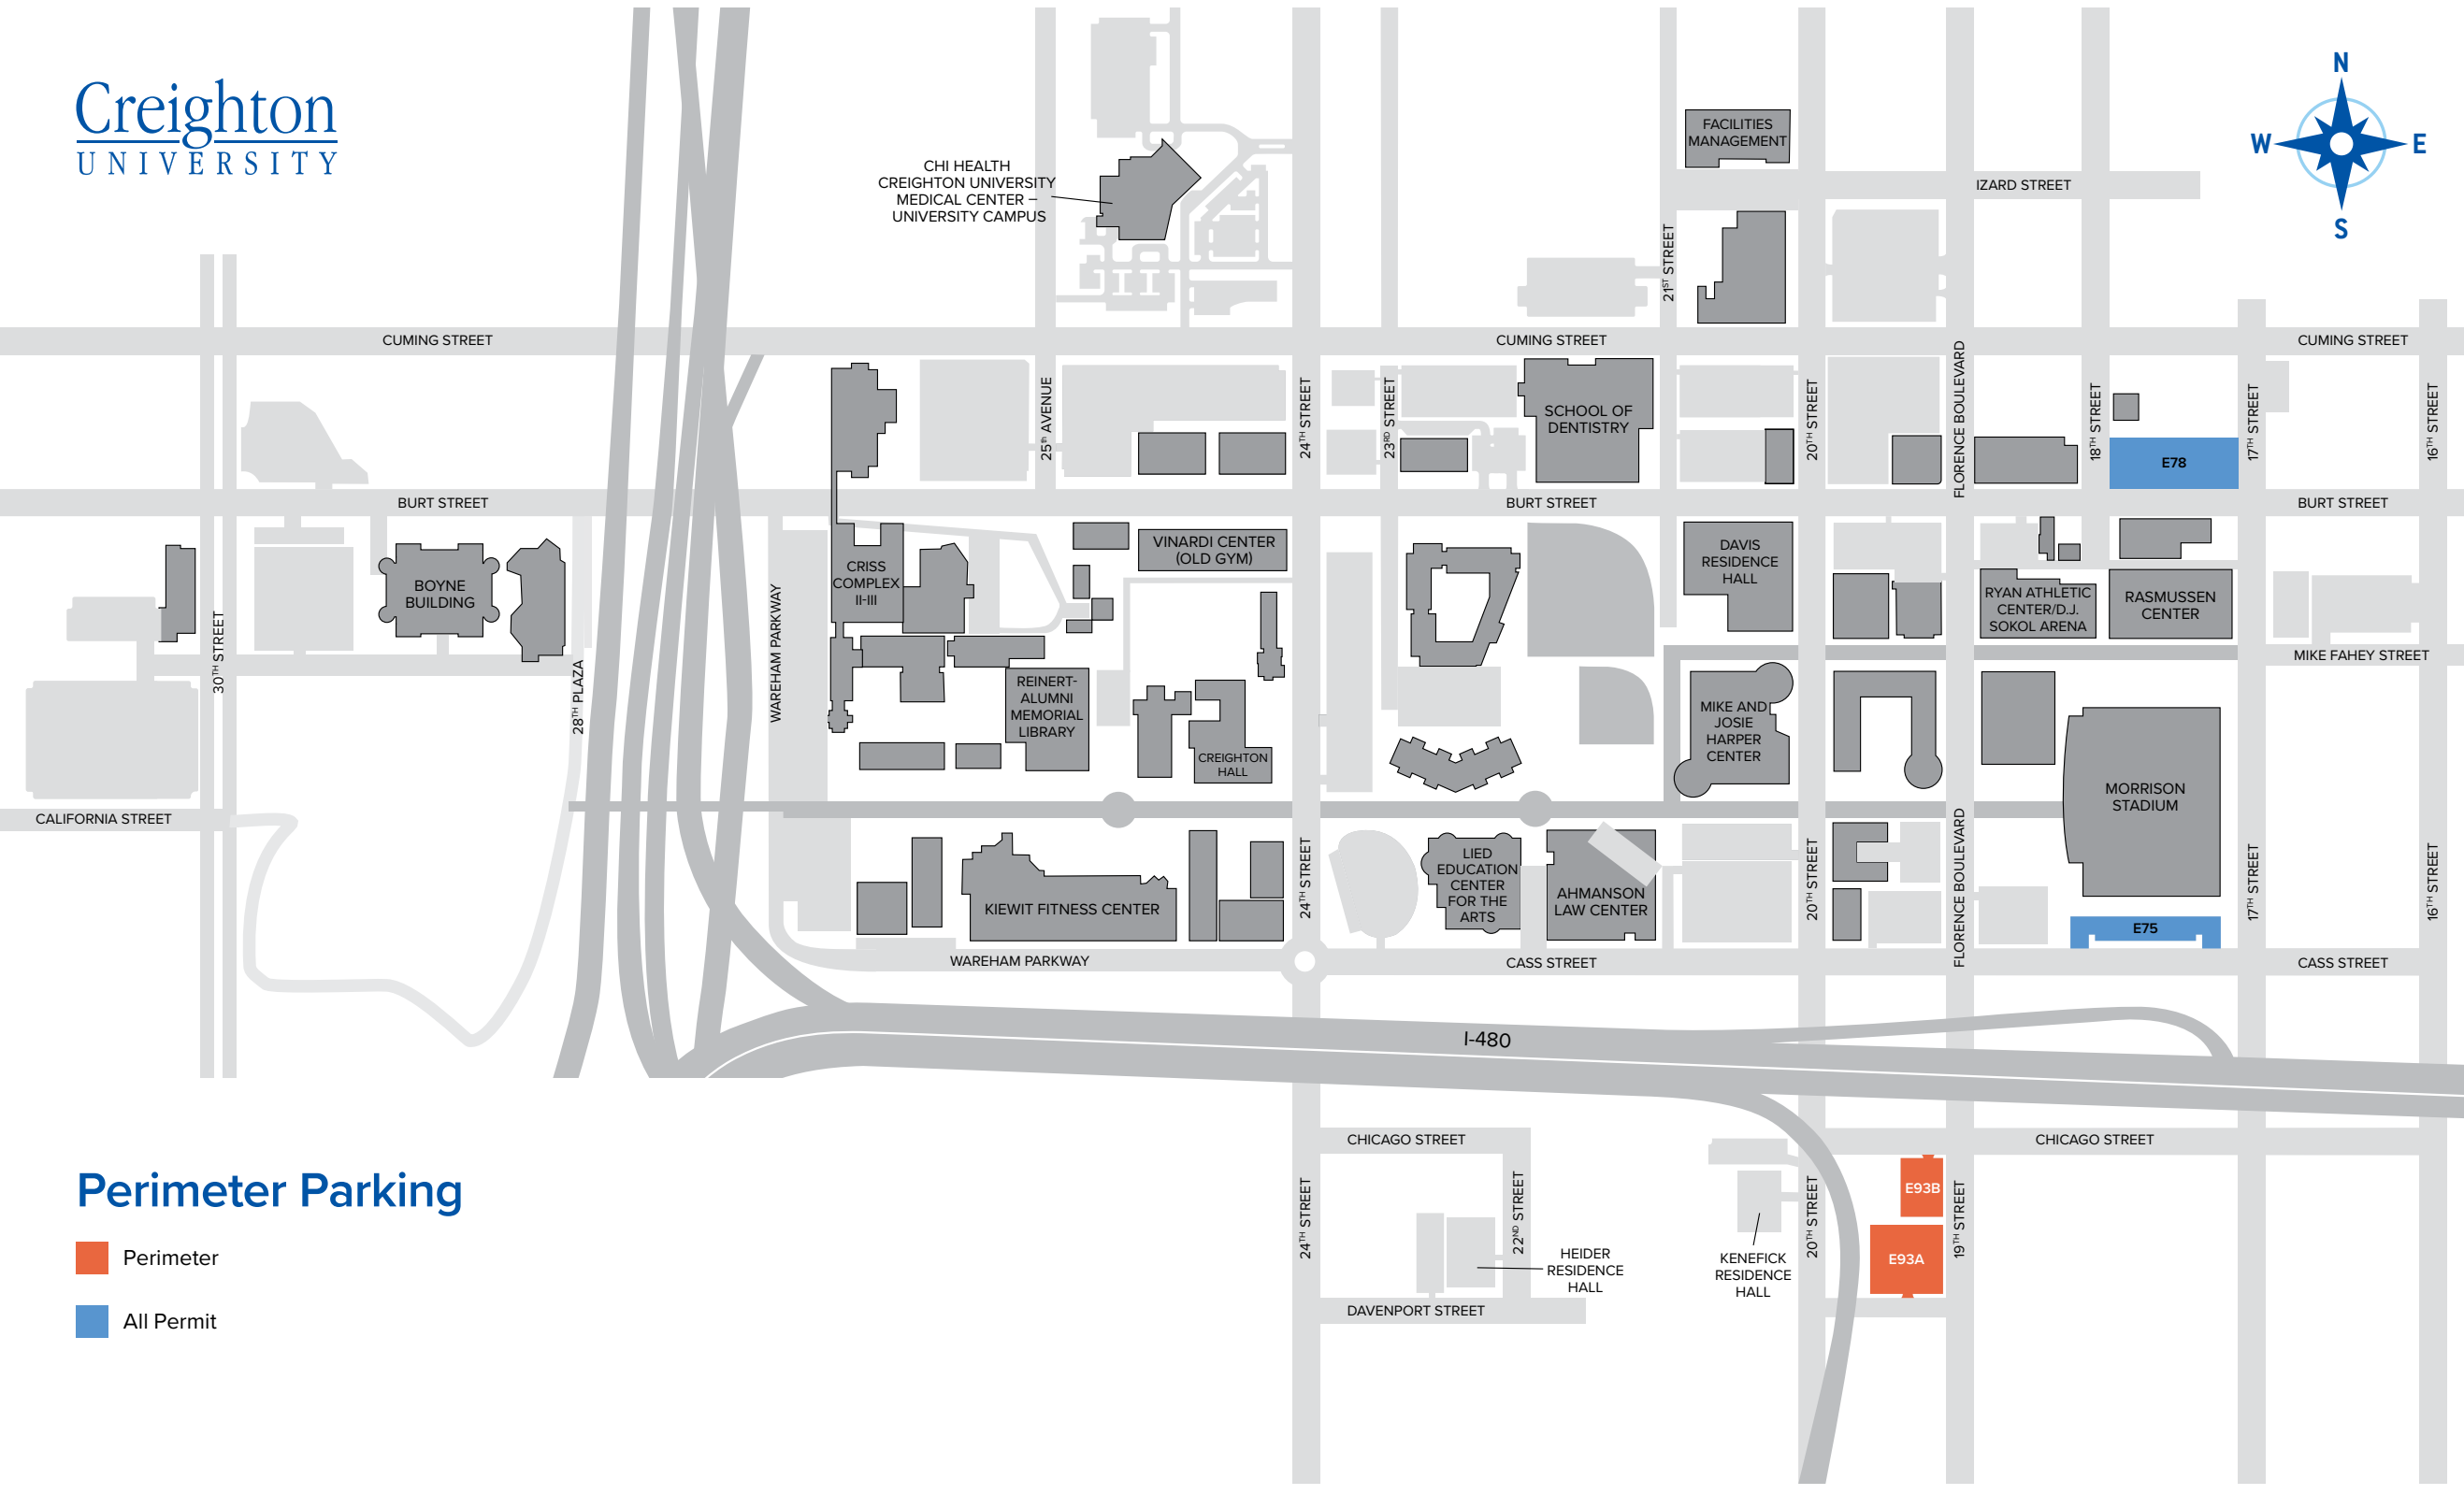 Creighton
UNIVERSITY
N
W
E
S
FACILITIES
MANAGEMENT
CHI HEALTH
CREIGHTON UNIVERSITY
MEDICAL CENTER –
UNIVERSITY CAMPUS
IZARD STREET
21ST STREET
CUMING STREET
CUMING STREET
CUMING STREET
25th AVENUE
24TH STREET
23RD STREET
SCHOOL OF
DENTISTRY
20TH STREET
FLORENCE BOULEVARD
18TH STREET
E78
17TH STREET
16TH STREET
BURT STREET
BURT STREET
BURT STREET
BOYNE
BUILDING
CRISS
COMPLEX
II-III
VINARDI CENTER
(OLD GYM)
DAVIS
RESIDENCE
HALL
RYAN ATHLETIC
CENTER/D.J.
SOKOL ARENA
RASMUSSEN
CENTER
30TH STREET
28TH PLAZA
WAREHAM PARKWAY
MIKE FAHEY STREET
REINERT-
ALUMNI
MEMORIAL
LIBRARY
CREIGHTON
HALL
MIKE AND
JOSIE
HARPER
CENTER
MORRISON
STADIUM
CALIFORNIA STREET
KIEWIT FITNESS CENTER
24TH STREET
LIED
EDUCATION
CENTER
FOR THE
ARTS
AHMANSON
LAW CENTER
20TH STREET
FLORENCE BOULEVARD
E75
17TH STREET
16TH STREET
WAREHAM PARKWAY
CASS STREET
CASS STREET
I-480
CHICAGO STREET
CHICAGO STREET
24TH STREET
22ND STREET
HEIDER
RESIDENCE
HALL
KENEFICK
RESIDENCE
HALL
20TH STREET
E93B
E93A
19TH STREET
DAVENPORT STREET
Perimeter Parking
Perimeter
All Permit